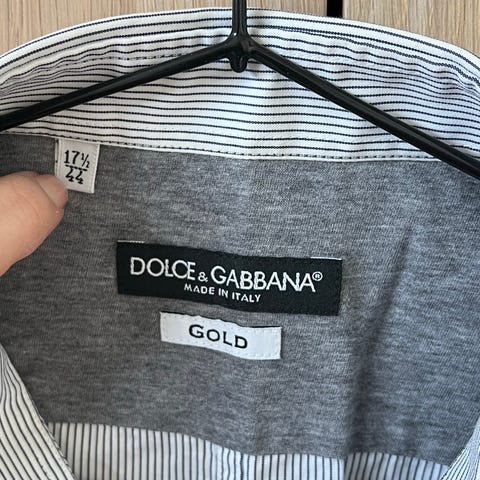 17½
44
DOLCE & GABBANA®
MADE IN ITALY
GOLD